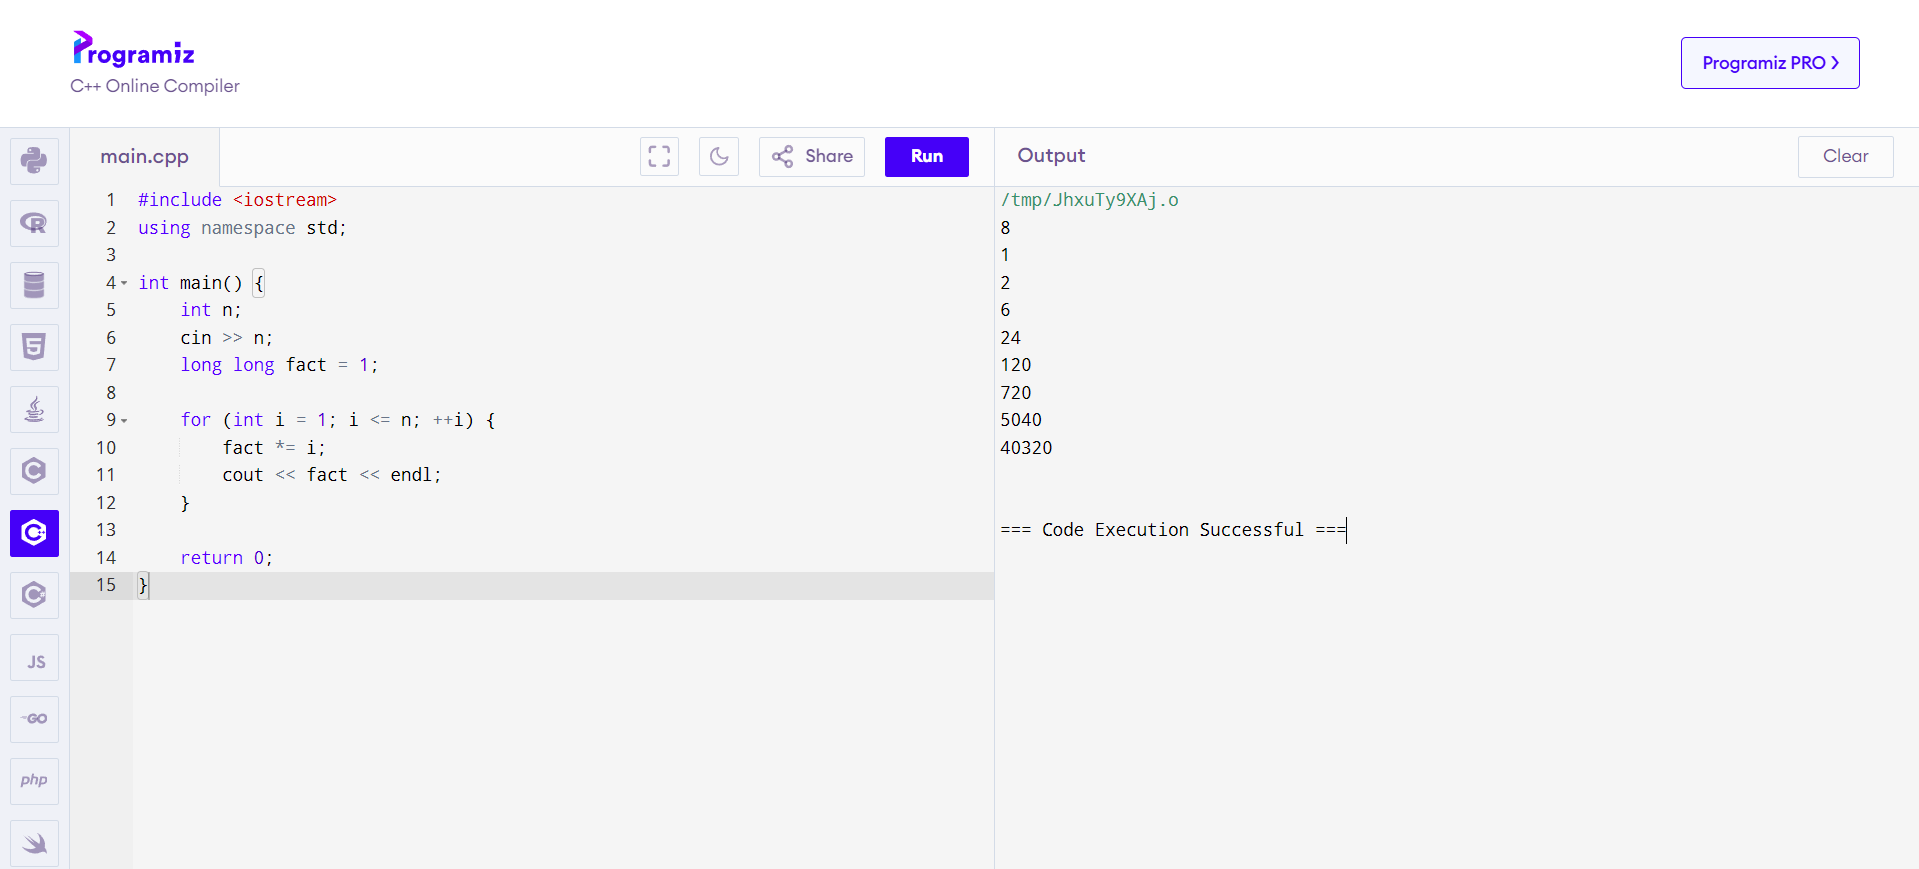 Programiz
C++ Online Compiler
Programiz PRO >
main.cpp
Share
Run
Output
Clear
1 #include <iostream>
2 using namespace std;
3
4 int main() {
5     int n;
6     cin >> n;
7     long long fact = 1;
8
9     for (int i = 1; i <= n; ++i) {
10         fact *= i;
11         cout << fact << endl;
12     }
13
14     return 0;
15 }
/tmp/JhxuTy9XAj.o
8
1
2
6
24
120
720
5040
40320
=== Code Execution Successful ===
R
5
C
C+
C#
JS
GO
php